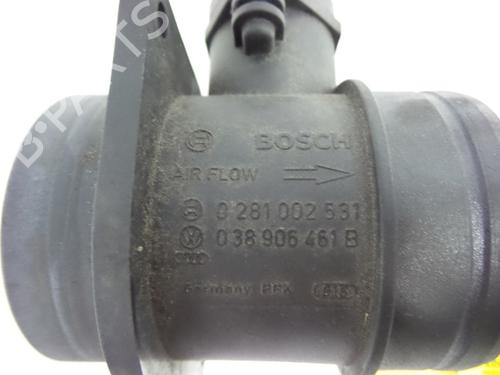 BOSCH
AIR FLOW
0 281 002 531
038 906 461 B
Germany
B-PARTS